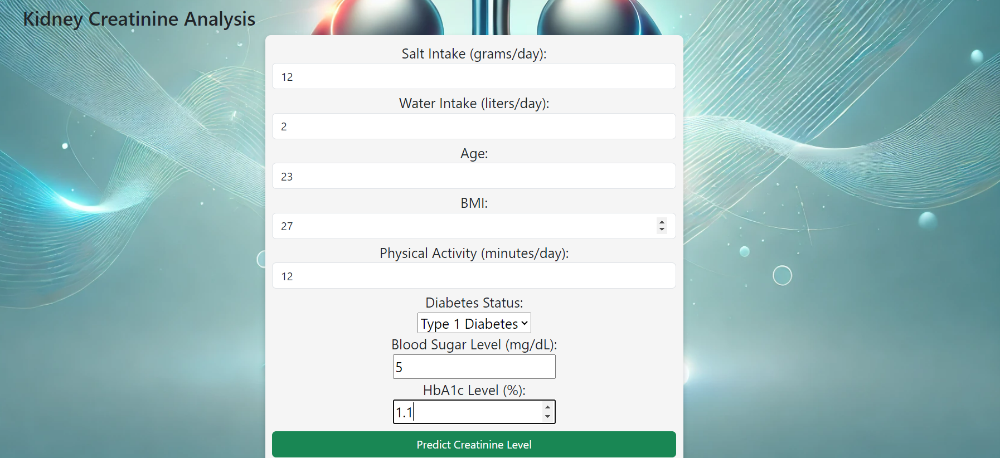 Kidney Creatinine Analysis
Salt Intake (grams/day):
12
Water Intake (liters/day):
2
Age:
23
BMI:
27
Physical Activity (minutes/day):
12
Diabetes Status:
Type 1 Diabetes
Blood Sugar Level (mg/dL):
5
HbA1c Level (%):
1.1
Predict Creatinine Level